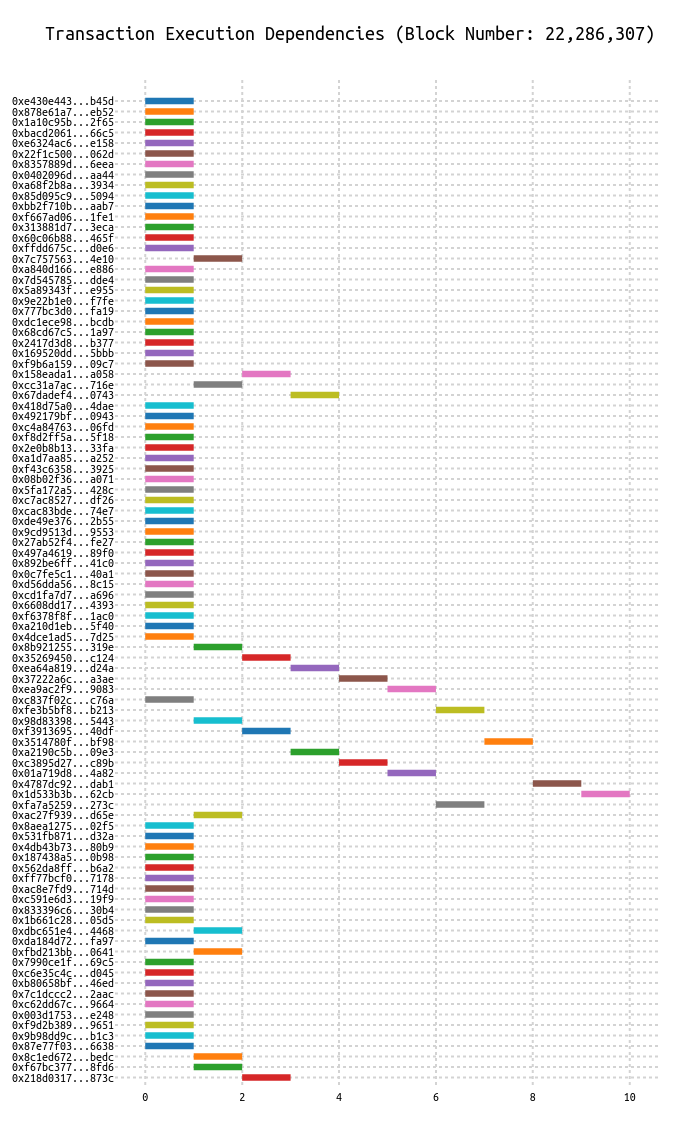 Transaction Execution Dependencies (Block Number: 22,286,307)
0xe430e443...b45d
0x878e61a7...eb52
0x1a10c95b...2f65
0xbacd2061...66c5
0xe6324ac6...e158
0x22f1c500...062d
0x8357889d...6eea
0x0402096d...aa44
0xa68f2b8a...3934
0x85d095c9...5094
0xbb2f710b...aab7
0xf667ad06...1fe1
0x313881d7...3eca
0x60c06b88...465f
0xffdd675c...d0e6
0x7c757563...4e10
0xa840d166...e886
0x7d545785...dde4
0x5a89343f...e955
0x9e22b1e0...f7fe
0x777bc3d0...fa19
0xdc1ece98...bcdb
0x68cd67c5...1a97
0x2417d3d8...b377
0x169520dd...5bbb
0xf9b6a159...09c7
0x158eada1...a058
0xcc31a7ac...716e
0x67dadef4...0743
0x418d75a0...4dae
0x492179bf...0943
0xc4a84763...06fd
0xf8d2ff5a...5f18
0x2e0b8b13...33fa
0xa1d7aa85...a252
0xf43c6358...3925
0x08b02f36...a071
0x5fa172a5...428c
0xc7ac8527...df26
0xcac83bde...74e7
0xde49e376...2b55
0x9cd9513d...9553
0x27ab52f4...fe27
0x497a4619...89f0
0x892be6ff...41c0
0x0c7fe5c1...40a1
0xd56dda56...8c15
0xcd1fa7d7...a696
0x6608dd17...4393
0xf6378f8f...1ac0
0xa210d1eb...5f40
0x4dce1ad5...7d25
0x8b921255...319e
0x35269450...c124
0xea64a819...d24a
0x37222a6c...a3ae
0xea9ac2f9...9083
0xc837f02c...c76a
0xfe3b5bf8...b213
0x98d83398...5443
0xf3913695...40df
0x3514780f...bf98
0xa2190c5b...09e3
0xc3895d27...c89b
0x01a719d8...4a82
0x4787dc92...dab1
0x1d533b3b...62cb
0xfa7a5259...273c
0xac27f939...d65e
0x8aea1275...02f5
0x531fb871...d32a
0x4db43b73...80b9
0x187438a5...0b98
0x562da8ff...b6a2
0xff77bcf0...7178
0xac8e7fd9...714d
0xc591e6d3...19f9
0x833396c6...30b4
0x1b661c28...05d5
0xdbc651e4...4468
0xda184d72...fa97
0xfbd213bb...0641
0x7990ce1f...69c5
0xc6e35c4c...d045
0xb80658bf...46ed
0x7c1dccc2...2aac
0xc62dd67c...9664
0x003d1753...e248
0xf9d2b389...9651
0x9b98dd9c...b1c3
0x87e77f03...6638
0x8c1ed672...bedc
0xf67bc377...8fd6
0x218d0317...873c
0 2 4 6 8 10